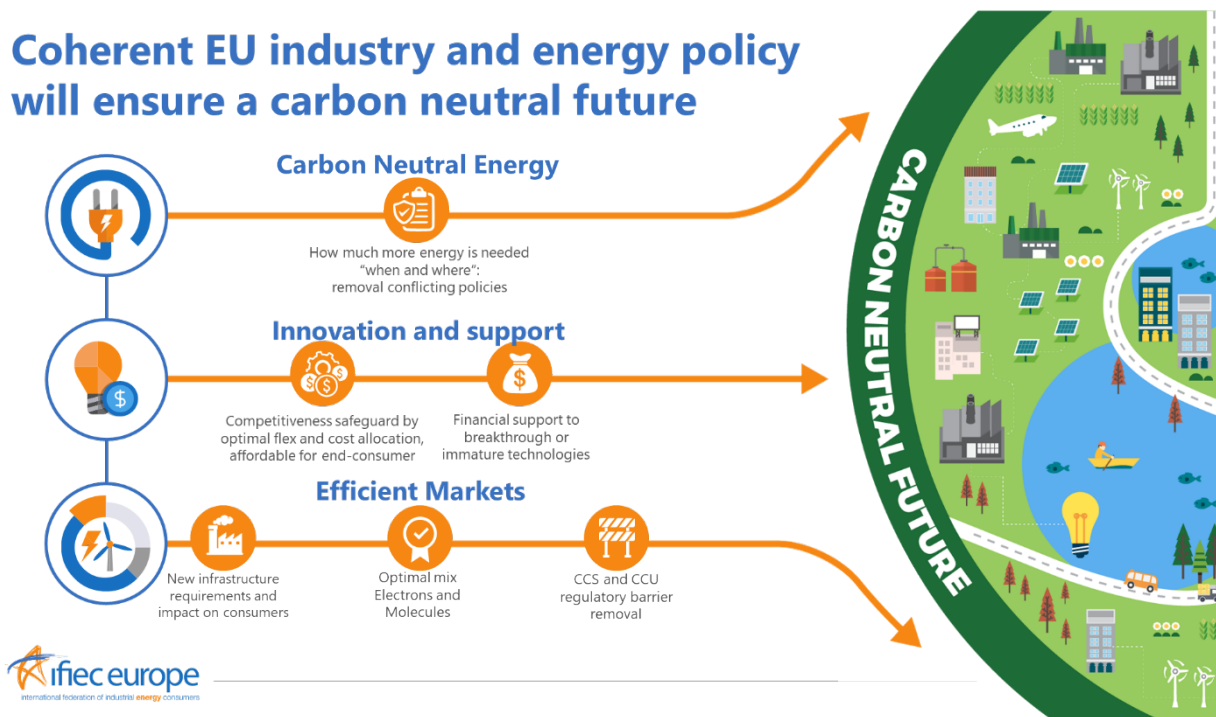 Coherent EU industry and energy policy
will ensure a carbon neutral future
Carbon Neutral Energy
How much more energy is needed
“when and where”:
removal conflicting policies
Innovation and support
$
Competitiveness safeguard by
optimal flex and cost allocation,
affordable for end-consumer
$ $ $
Financial support to
breakthrough or
immature technologies
$
Efficient Markets
New infrastructure
requirements and
impact on consumers
Optimal mix
Electrons and
Molecules
CCS and CCU
regulatory barrier
removal
CARBON NEUTRAL FUTURE
ifiec europe
international federation of industrial energy consumers